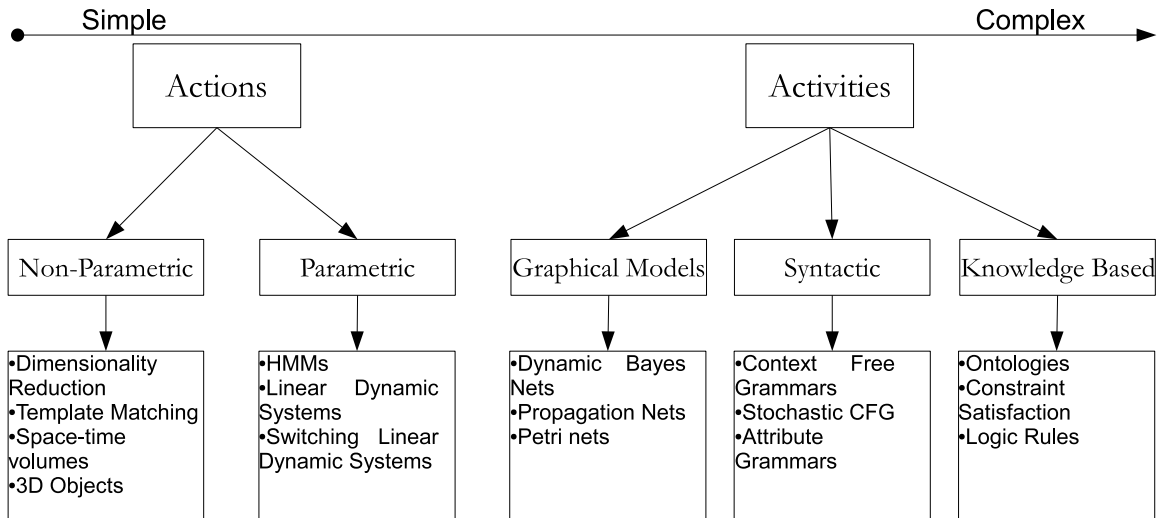 Simple
Complex
Actions
Activities
Non-Parametric
Parametric
Graphical Models
Syntactic
Knowledge Based
•Dimensionality
Reduction
•Template Matching
•Space-time
volumes
•3D Objects
•HMMs
•Linear Dynamic
Systems
•Switching Linear
Dynamic Systems
•Dynamic Bayes
Nets
•Propagation Nets
•Petri nets
•Context Free
Grammars
•Stochastic CFG
•Attribute
Grammars
•Ontologies
•Constraint
Satisfaction
•Logic Rules